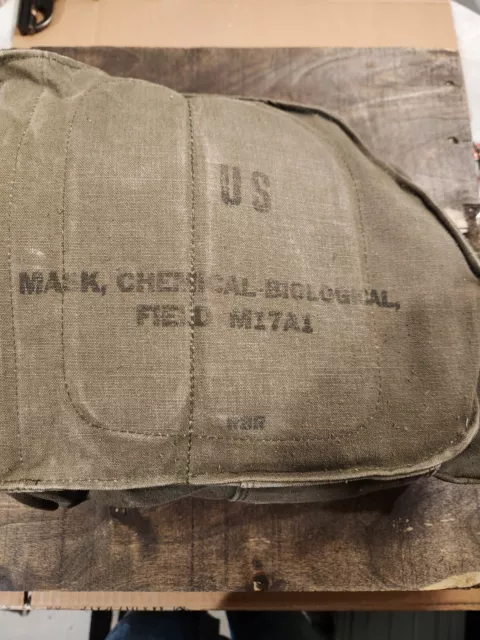 US
MASK, CHEMICAL-BIOLOGICAL,
FIELD M17A1